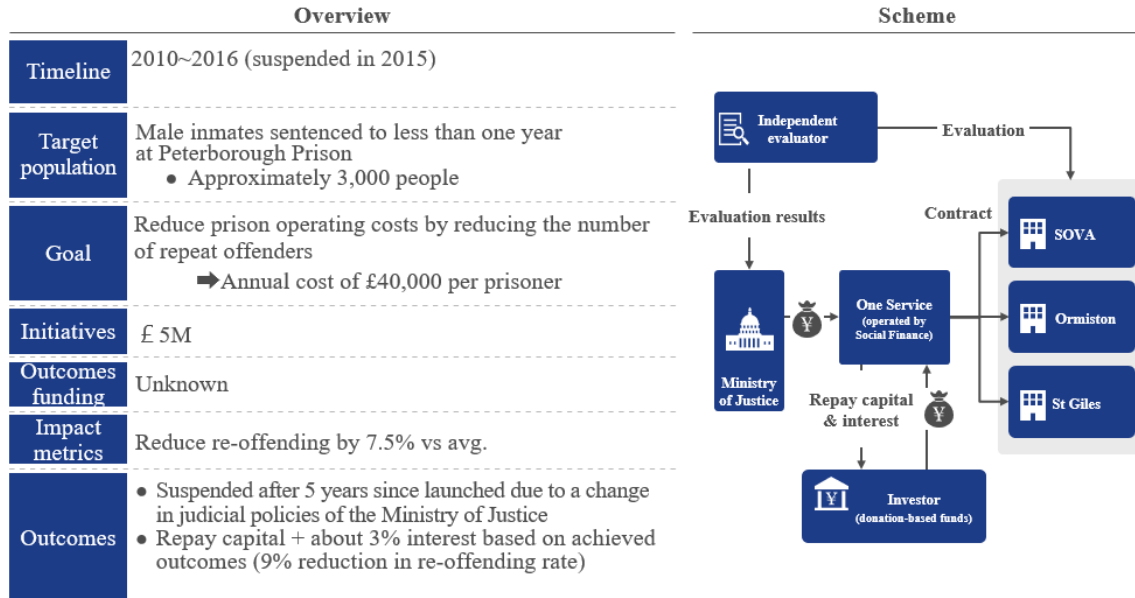 Overview
Timeline
2010~2016 (suspended in 2015)
Target
population
Male inmates sentenced to less than one year
at Peterborough Prison
● Approximately 3,000 people
Goal
Reduce prison operating costs by reducing the number
of repeat offenders
➡Annual cost of £40,000 per prisoner
Initiatives
£ 5M
Outcomes
funding
Unknown
Impact
metrics
Reduce re-offending by 7.5% vs avg.
Outcomes
● Suspended after 5 years since launched due to a change
in judicial policies of the Ministry of Justice
● Repay capital + about 3% interest based on achieved
outcomes (9% reduction in re-offending rate)
Scheme
Independent
evaluator
Evaluation
Evaluation results
Contract
SOVA
Ormiston
St Giles
Ministry
of Justice
¥
One Service
(operated by
Social Finance)
Repay capital
& interest
¥
¥
Investor
(donation-based funds)